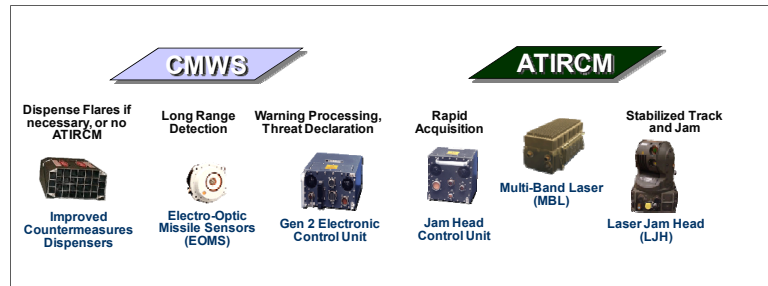 CMWS
ATIRCM
Dispense Flares if
necessary, or no
ATIRCM
Long Range
Detection
Warning Processing,
Threat Declaration
Rapid
Acquisition
Stabilized Track
and Jam
Improved
Countermeasures
Dispensers
Electro-Optic
Missile Sensors
(EOMS)
Gen 2 Electronic
Control Unit
Jam Head
Control Unit
Multi-Band Laser
(MBL)
Laser Jam Head
(LJH)